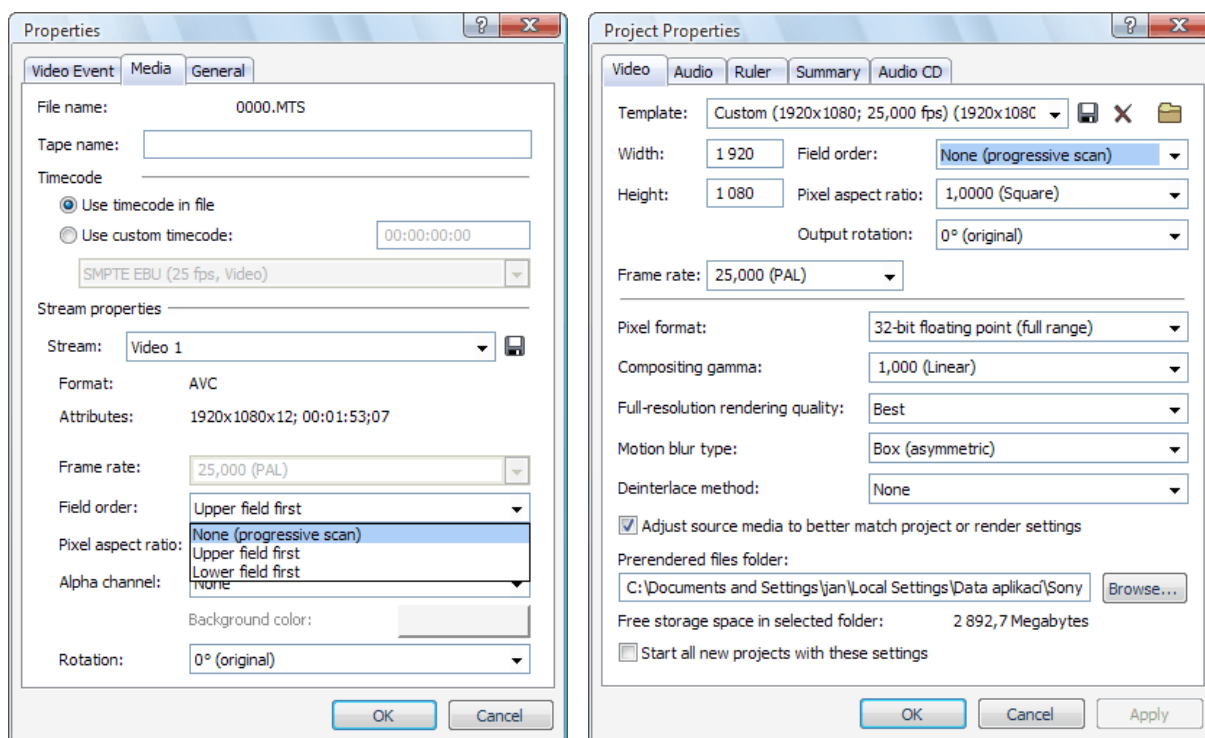 Properties
Video Event Media General
File name: 0000.MTS
Tape name:
Timecode
Use timecode in file
Use custom timecode: 00:00:00:00
SMPTE EBU (25 fps, Video)
Stream properties
Stream: Video 1
Format: AVC
Attributes: 1920x1080x12; 00:01:53;07
Frame rate: 25,000 (PAL)
Field order: Upper field first
None (progressive scan)
Pixel aspect ratio: Upper field first
Lower field first
Alpha channel: None
Background color:
Rotation: 0° (original)
OK Cancel
Project Properties
Video Audio Ruler Summary Audio CD
Template: Custom (1920x1080; 25,000 fps) (1920x1080
Width: 1 920 Field order: None (progressive scan)
Height: 1 080 Pixel aspect ratio: 1,0000 (Square)
Output rotation: 0° (original)
Frame rate: 25,000 (PAL)
Pixel format: 32-bit floating point (full range)
Compositing gamma: 1,000 (Linear)
Full-resolution rendering quality: Best
Motion blur type: Box (asymmetric)
Deinterlace method: None
Adjust source media to better match project or render settings
Prerendered files folder:
C:\Documents and Settings\jan\Local Settings\Data aplikací\Sony Browse...
Free storage space in selected folder: 2 892,7 Megabytes
Start all new projects with these settings
OK Cancel Apply